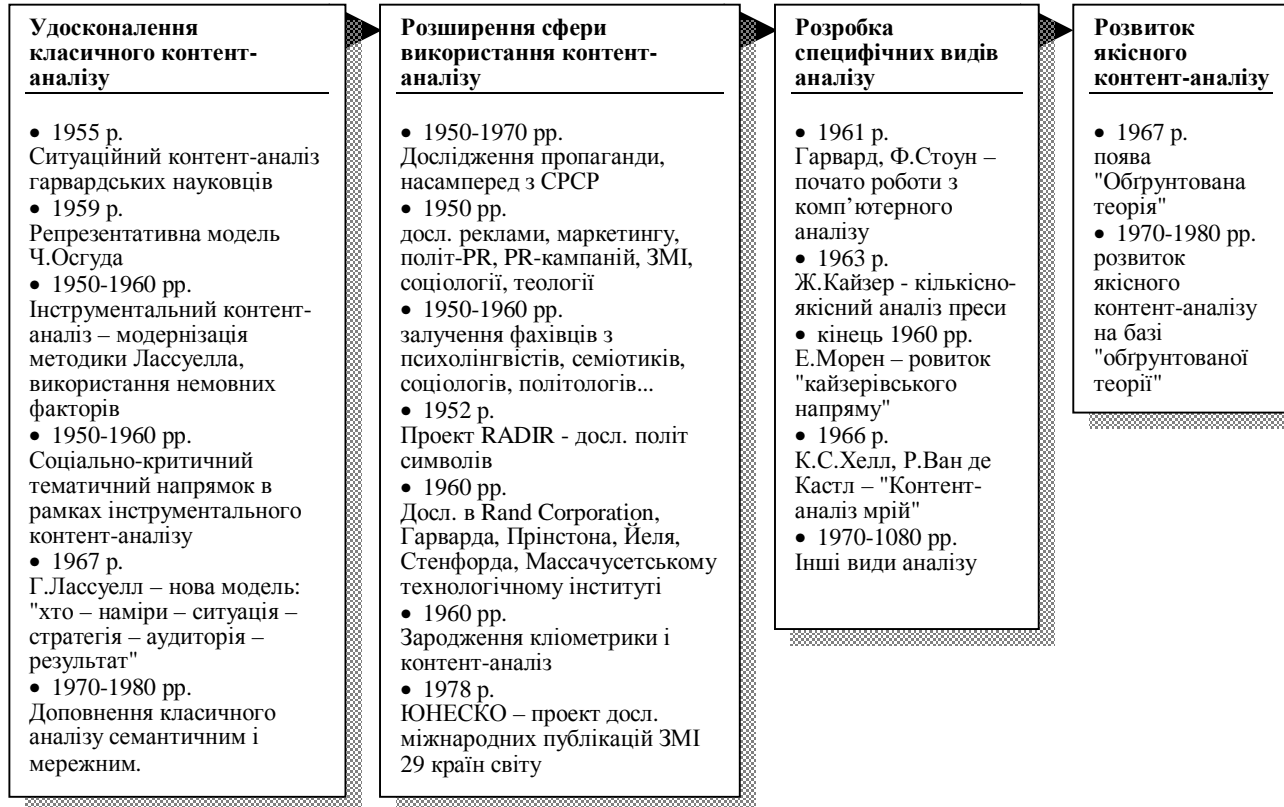 Удосконалення
класичного контент-
аналізу
• 1955 р.
Ситуаційний контент-аналіз
гарвардських науковців
• 1959 р.
Репрезентативна модель
Ч.Осгуда
• 1950-1960 рр.
Інструментальний контент-
аналіз – модернізація
методики Лассуелла,
використання немовних
факторів
• 1950-1960 рр.
Соціально-критичний
тематичний напрямок в
рамках інструментального
контент-аналізу
• 1967 р.
Г.Лассуелл – нова модель:
"хто – наміри – ситуація –
стратегія – аудиторія –
результат"
• 1970-1980 рр.
Доповнення класичного
аналізу семантичним і
мережним.
Розширення сфери
використання контент-
аналізу
• 1950-1970 рр.
Дослідження пропаганди,
насамперед з СРСР
• 1950 рр.
досл. реклами, маркетингу,
політ-PR, PR-кампаній, ЗМІ,
соціології, теології
• 1950-1960 рр.
залучення фахівців з
психолінгвістів, семіотиків,
соціологів, політологів...
• 1952 р.
Проект RADIR - досл. політ
символів
• 1960 рр.
Досл. в Rand Corporation,
Гарварда, Прінстона, Йеля,
Стенфорда, Массачусетському
технологічному інституті
• 1960 рр.
Зародження кліометрики і
контент-аналіз
• 1978 р.
ЮНЕСКО – проект досл.
міжнародних публікацій ЗМІ
29 країн світу
Розробка
специфічних видів
аналізу
• 1961 р.
Гарвард, Ф.Стоун –
почато роботи з
комп’ютерного
аналізу
• 1963 р.
Ж.Кайзер - кількісно-
якісний аналіз преси
• кінець 1960 рр.
Е.Морен – ровиток
"кайзерівського
напряму"
• 1966 р.
К.С.Хелл, Р.Ван де
Кастл – "Контент-
аналіз мрій"
• 1970-1080 рр.
Інші види аналізу
Розвиток
якісного
контент-аналізу
• 1967 р.
поява
"Обґрунтована
теорія"
• 1970-1980 рр.
розвиток
якісного
контент-аналізу
на базі
"обґрунтованої
теорії"